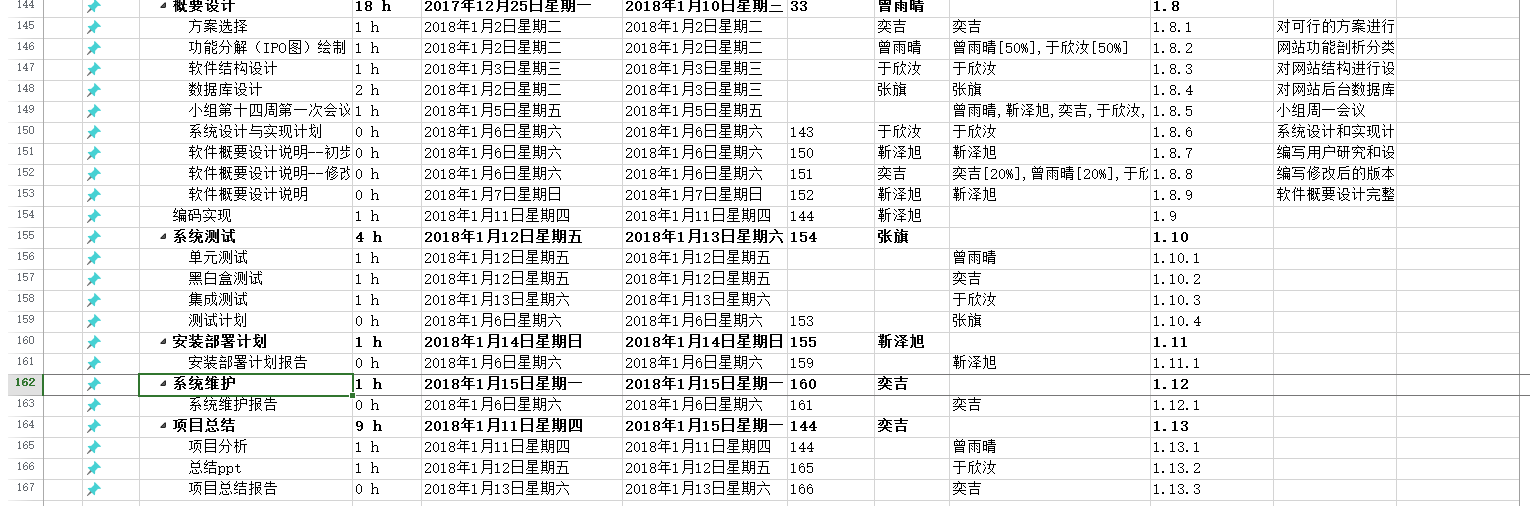 144 概要设计 18 h 2017年12月25日星期一 2018年1月10日星期三 33 曾雨晴 1.8
145 方案选择 1 h 2018年1月2日星期二 2018年1月2日星期二 奕吉 奕吉 1.8.1 对可行的方案进行
146 功能分解（IPO图）绘制 1 h 2018年1月2日星期二 2018年1月2日星期二 曾雨晴 曾雨晴[50%],于欣汝[50%] 1.8.2 网站功能剖析分类
147 软件结构设计 1 h 2018年1月3日星期三 2018年1月3日星期三 于欣汝 于欣汝 1.8.3 对网站结构进行设
148 数据库设计 2 h 2018年1月2日星期二 2018年1月3日星期三 张旗 张旗 1.8.4 对网站后台数据库
149 小组第十四周第一次会议 1 h 2018年1月5日星期五 2018年1月5日星期五 曾雨晴,靳泽旭,奕吉,于欣汝, 1.8.5 小组周一会议
150 系统设计与实现计划 0 h 2018年1月6日星期六 2018年1月6日星期六 143 于欣汝 于欣汝 1.8.6 系统设计和实现计
151 软件概要设计说明--初步 0 h 2018年1月6日星期六 2018年1月6日星期六 150 靳泽旭 靳泽旭 1.8.7 编写用户研究和设
152 软件概要设计说明--修改 0 h 2018年1月6日星期六 2018年1月6日星期六 151 奕吉 奕吉[20%],曾雨晴[20%],于欣 1.8.8 编写修改后的版本
153 软件概要设计说明 0 h 2018年1月7日星期日 2018年1月7日星期日 152 靳泽旭 靳泽旭 1.8.9 软件概要设计完整
154 编码实现 1 h 2018年1月11日星期四 2018年1月11日星期四 144 靳泽旭 1.9
155 系统测试 4 h 2018年1月12日星期五 2018年1月13日星期六 154 张旗 1.10
156 单元测试 1 h 2018年1月12日星期五 2018年1月12日星期五 曾雨晴 1.10.1
157 黑白盒测试 1 h 2018年1月12日星期五 2018年1月12日星期五 奕吉 1.10.2
158 集成测试 1 h 2018年1月13日星期六 2018年1月13日星期六 于欣汝 1.10.3
159 测试计划 0 h 2018年1月6日星期六 2018年1月6日星期六 153 张旗 1.10.4
160 安装部署计划 1 h 2018年1月14日星期日 2018年1月14日星期日 155 靳泽旭 1.11
161 安装部署计划报告 0 h 2018年1月6日星期六 2018年1月6日星期六 159 靳泽旭 1.11.1
162 系统维护 1 h 2018年1月15日星期一 2018年1月15日星期一 160 奕吉 1.12
163 系统维护报告 0 h 2018年1月6日星期六 2018年1月6日星期六 161 奕吉 1.12.1
164 项目总结 9 h 2018年1月11日星期四 2018年1月15日星期一 144 奕吉 1.13
165 项目分析 1 h 2018年1月11日星期四 2018年1月11日星期四 144 曾雨晴 1.13.1
166 总结ppt 1 h 2018年1月12日星期五 2018年1月12日星期五 165 于欣汝 1.13.2
167 项目总结报告 0 h 2018年1月13日星期六 2018年1月13日星期六 166 奕吉 1.13.3